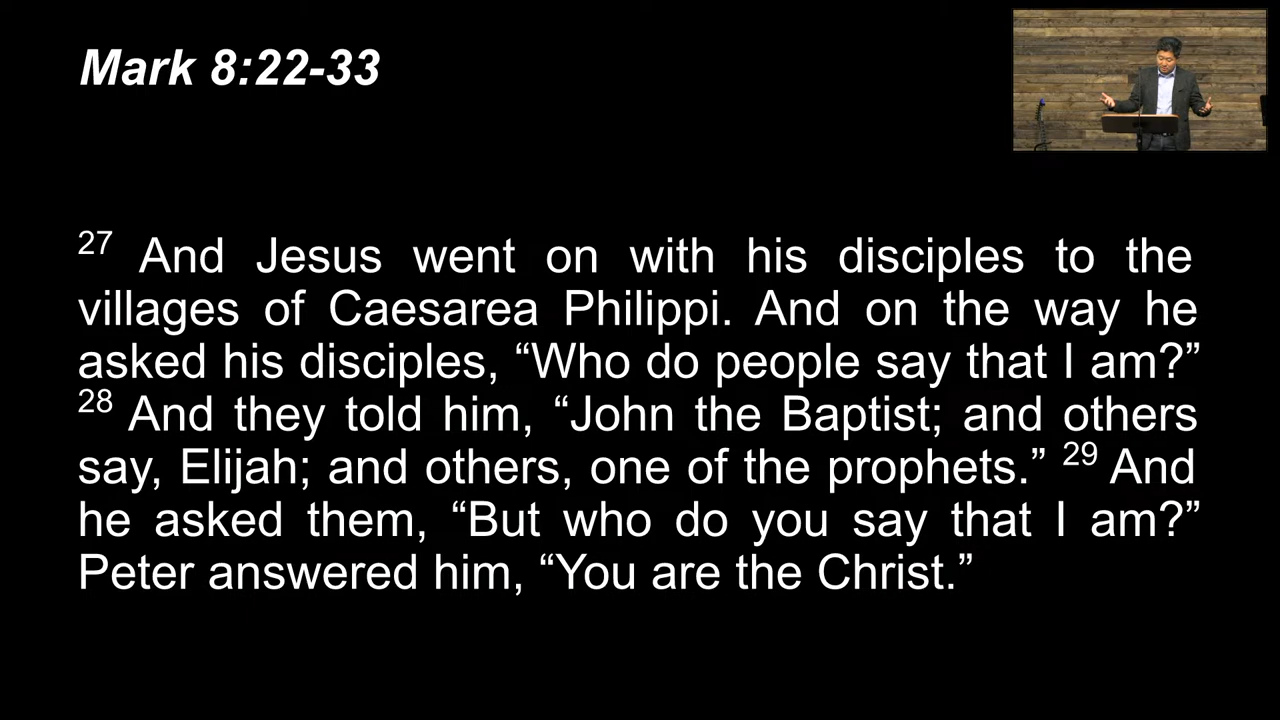 Mark 8:22-33
27 And Jesus went on with his disciples to the
villages of Caesarea Philippi. And on the way he
asked his disciples, “Who do people say that I am?”
28 And they told him, “John the Baptist; and others
say, Elijah; and others, one of the prophets.” 29 And
he asked them, “But who do you say that I am?”
Peter answered him, “You are the Christ.”